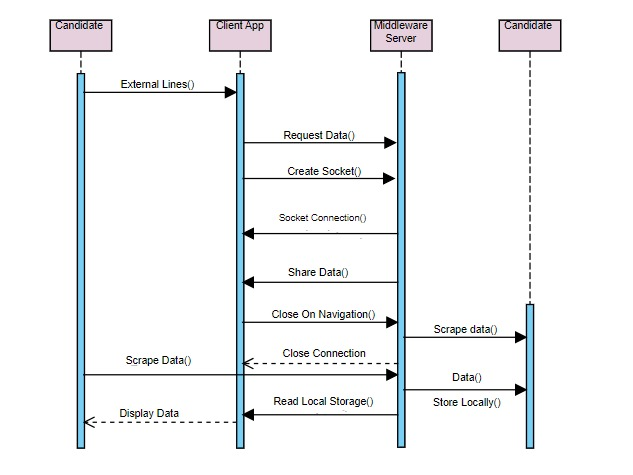 Candidate
Client App
Middleware
Server
Candidate
External Lines()
Request Data()
Create Socket()
Socket Connection()
Share Data()
Close On Navigation()
Scrape data()
Close Connection
Scrape Data()
Data()
Read Local Storage()
Store Locally()
Display Data